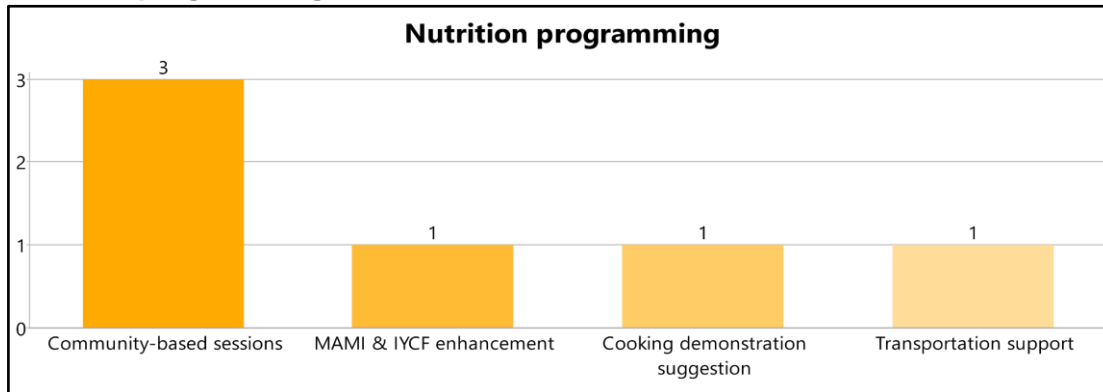 Nutrition programming
3
3
2
1
1
1
1
0
Community-based sessions
MAMI & IYCF enhancement
Cooking demonstration
suggestion
Transportation support